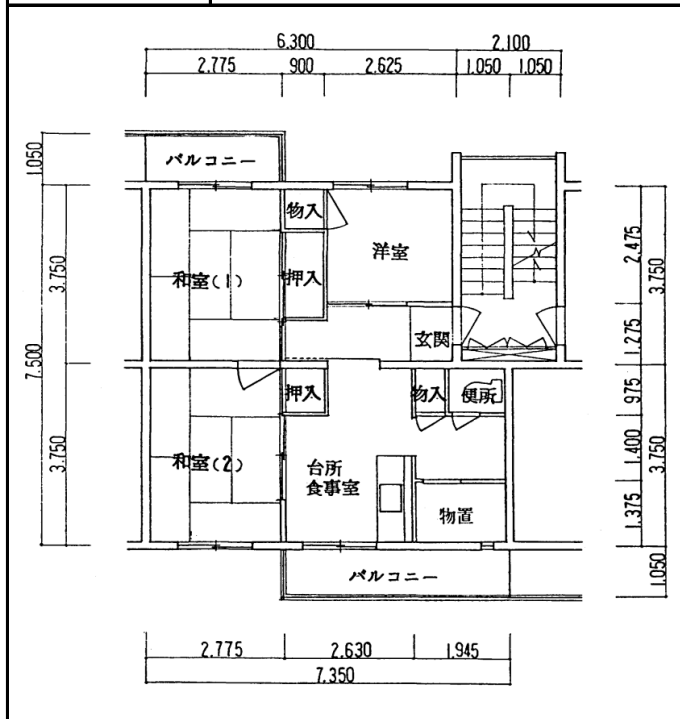 6.300
2.100
2.775
900
2.625
1.050
1.050
1.050
バルコニー
物入
洋室
押入
和室(1)
玄関
3.750
3.750
7.500
2.475
1.275
3.750
押入
物入
便所
和室(2)
台所
食事室
物置
975
1.400
1.375
3.750
1.050
バルコニー
2.775
2.630
1.945
7.350